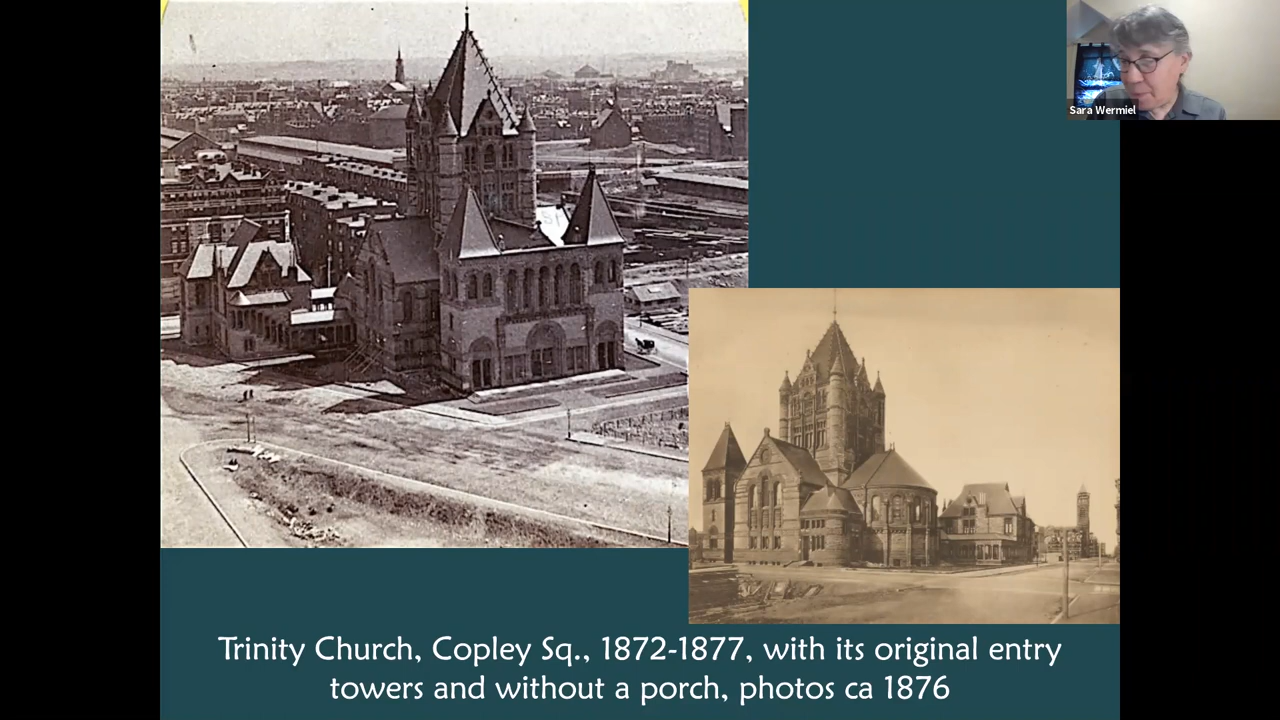 Sara Wermiel
Trinity Church, Copley Sq., 1872-1877, with its original entry
towers and without a porch, photos ca 1876